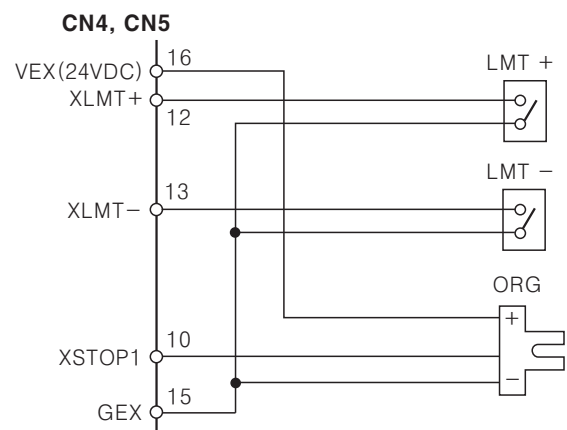 CN4, CN5
VEX(24VDC) 16
LMT +
XLMT+ 12
LMT −
XLMT− 13
ORG
+
XSTOP1 10
−
GEX 15